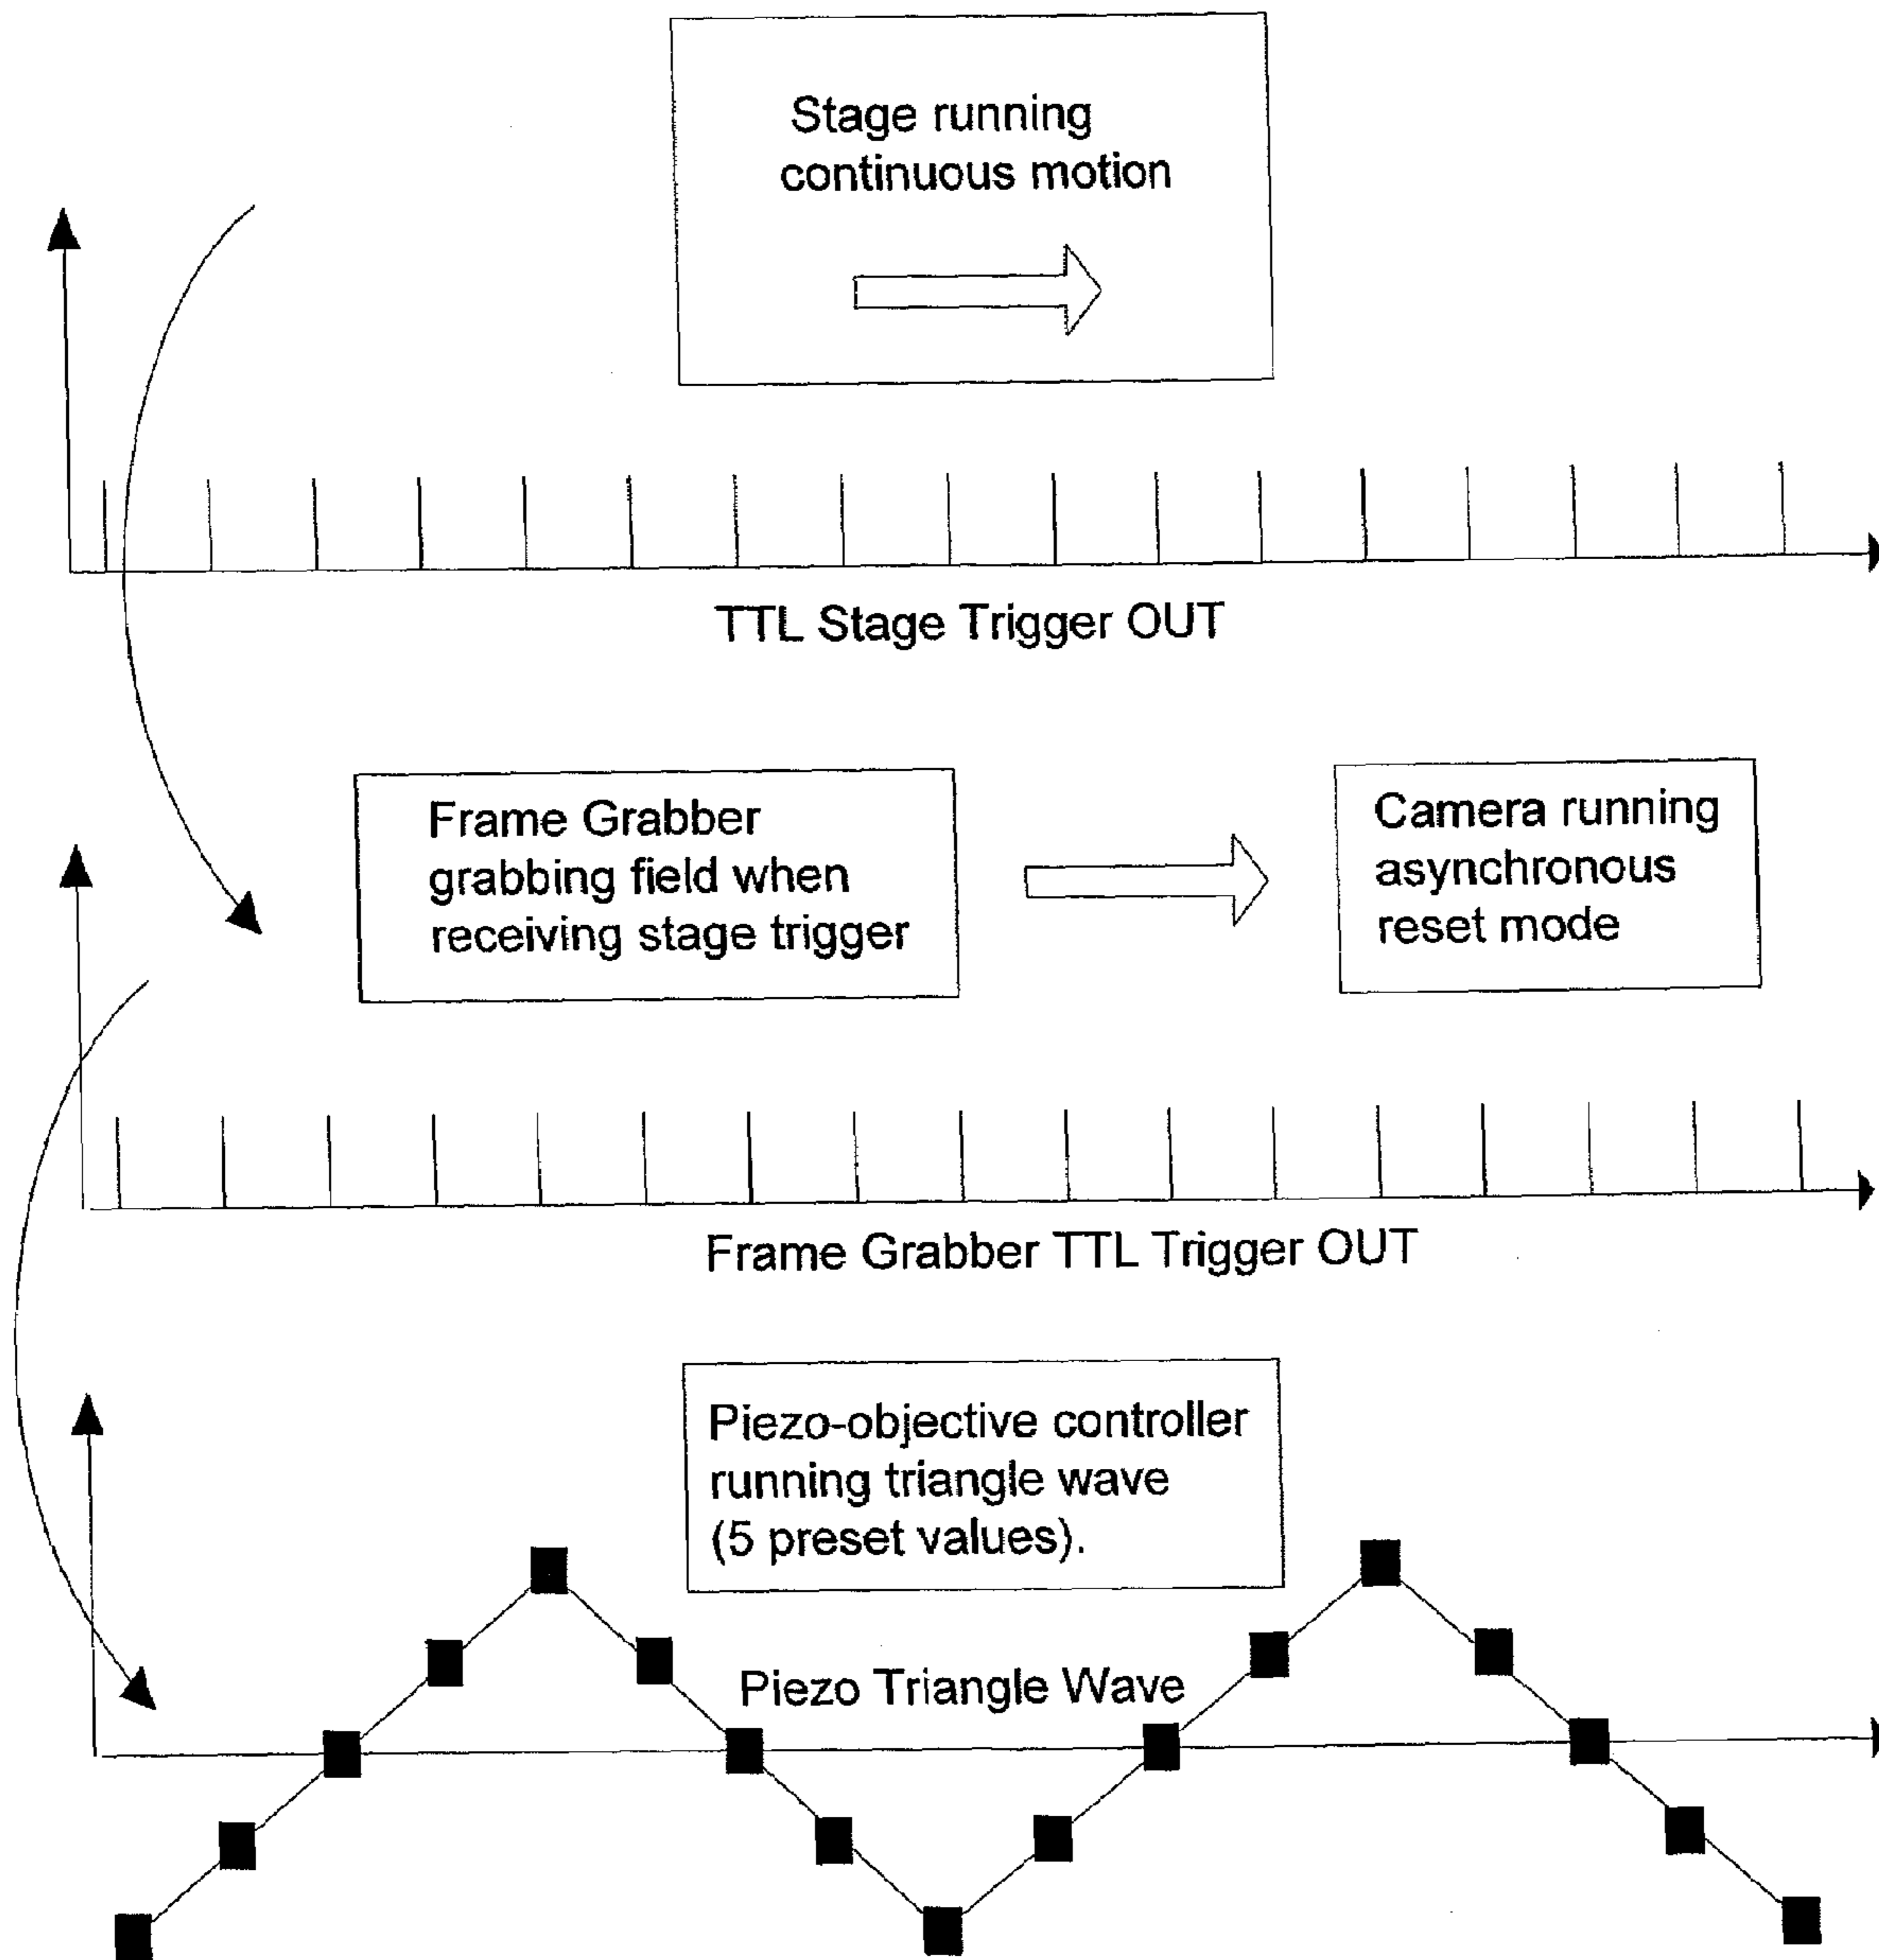 Stage running
continuous motion
TTL Stage Trigger OUT
Frame Grabber
grabbing field when
receiving stage trigger
Camera running
asynchronous
reset mode
Frame Grabber TTL Trigger OUT
Piezo-objective controller
running triangle wave
(5 preset values).
Piezo Triangle Wave